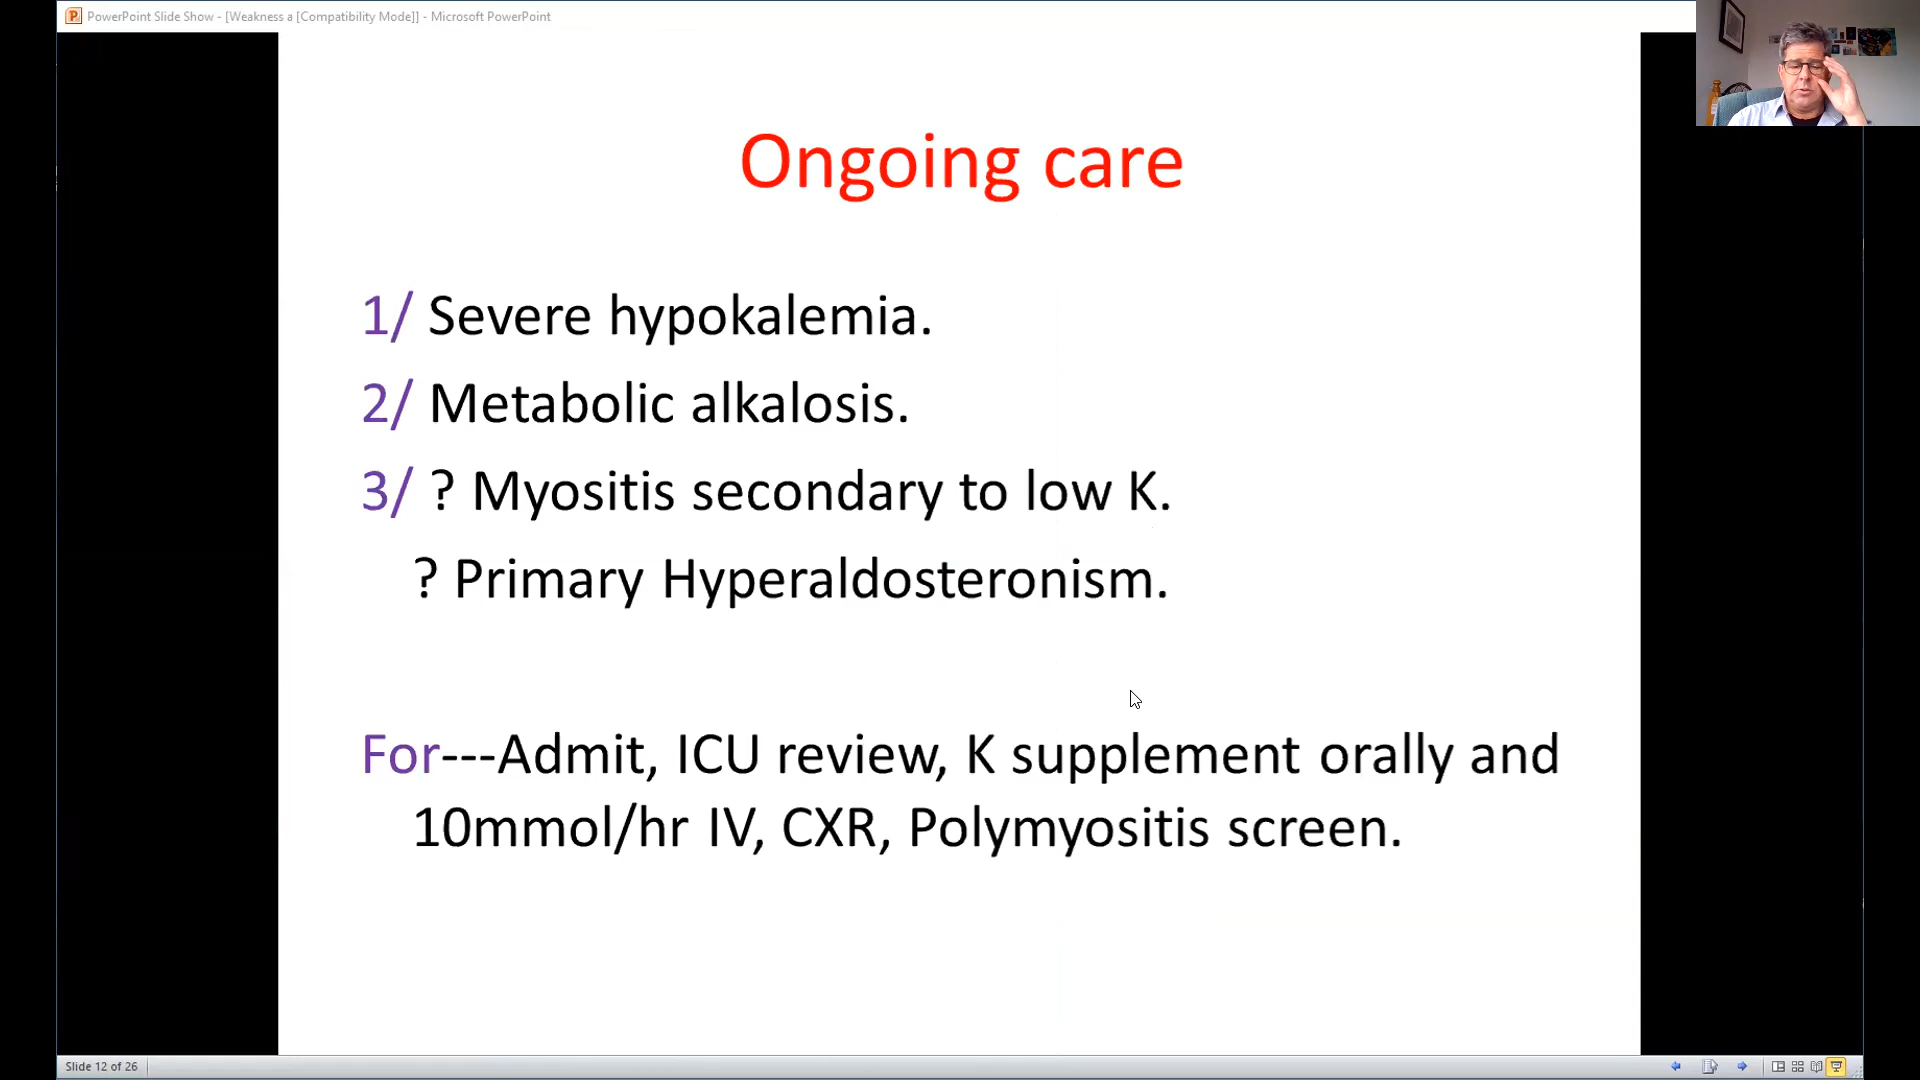 PowerPoint Slide Show - [Weakness a [Compatibility Mode]] - Microsoft PowerPoint
Ongoing care
1/ Severe hypokalemia.
2/ Metabolic alkalosis.
3/ ? Myositis secondary to low K.
? Primary Hyperaldosteronism.
For---Admit, ICU review, K supplement orally and
10mmol/hr IV, CXR, Polymyositis screen.
Slide 12 of 26